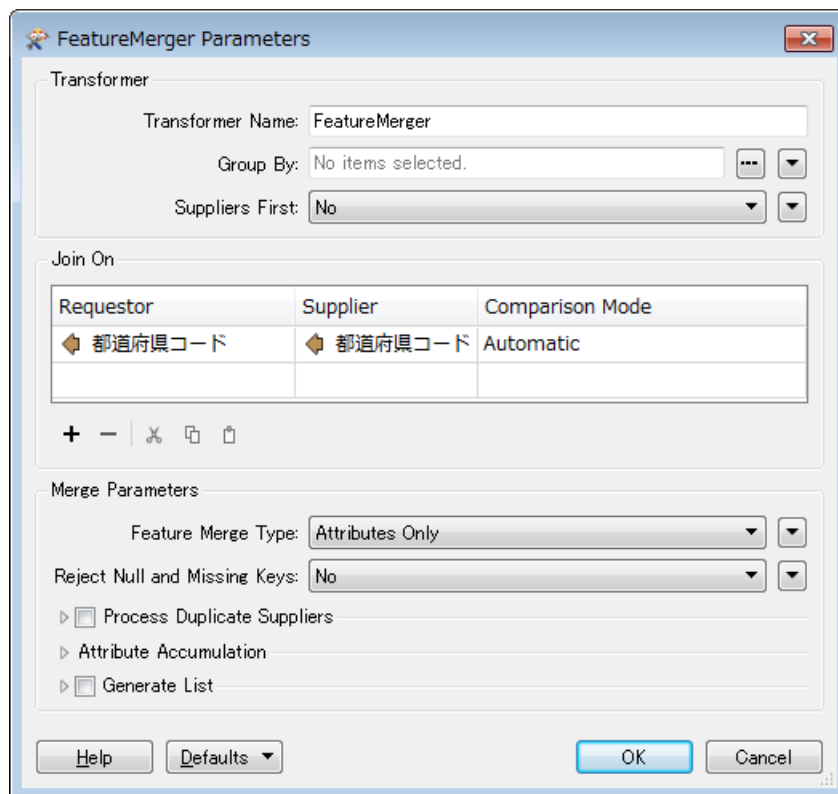 FeatureMerger Parameters
Transformer
Transformer Name: FeatureMerger
Group By: No items selected.
Suppliers First: No
Join On
Requestor Supplier Comparison Mode
都道府県コード 都道府県コード Automatic
Merge Parameters
Feature Merge Type: Attributes Only
Reject Null and Missing Keys: No
Process Duplicate Suppliers
Attribute Accumulation
Generate List
Help Defaults OK Cancel